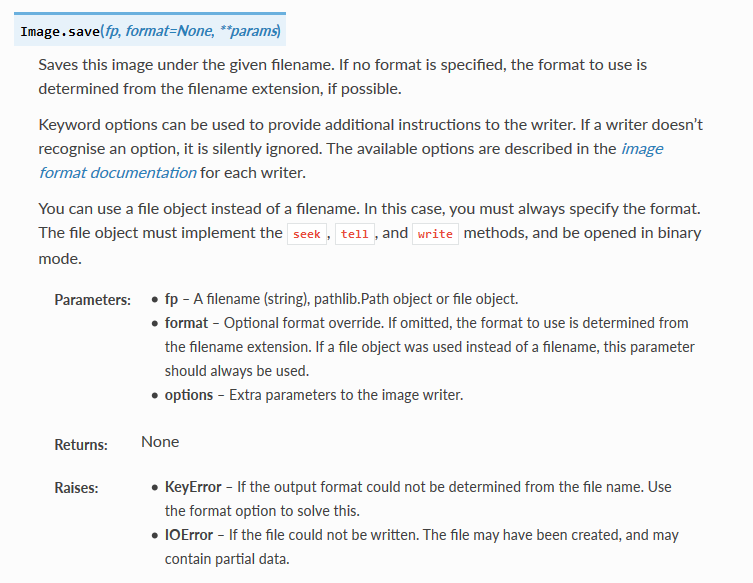 Image.save(fp, format=None, **params)
Saves this image under the given filename. If no format is specified, the format to use is
determined from the filename extension, if possible.
Keyword options can be used to provide additional instructions to the writer. If a writer doesn’t
recognise an option, it is silently ignored. The available options are described in the image
format documentation for each writer.
You can use a file object instead of a filename. In this case, you must always specify the format.
The file object must implement the seek, tell, and write methods, and be opened in binary
mode.
Parameters: • fp – A filename (string), pathlib.Path object or file object.
• format – Optional format override. If omitted, the format to use is determined from
the filename extension. If a file object was used instead of a filename, this parameter
should always be used.
• options – Extra parameters to the image writer.
Returns: None
Raises: • KeyError – If the output format could not be determined from the file name. Use
the format option to solve this.
• IOError – If the file could not be written. The file may have been created, and may
contain partial data.